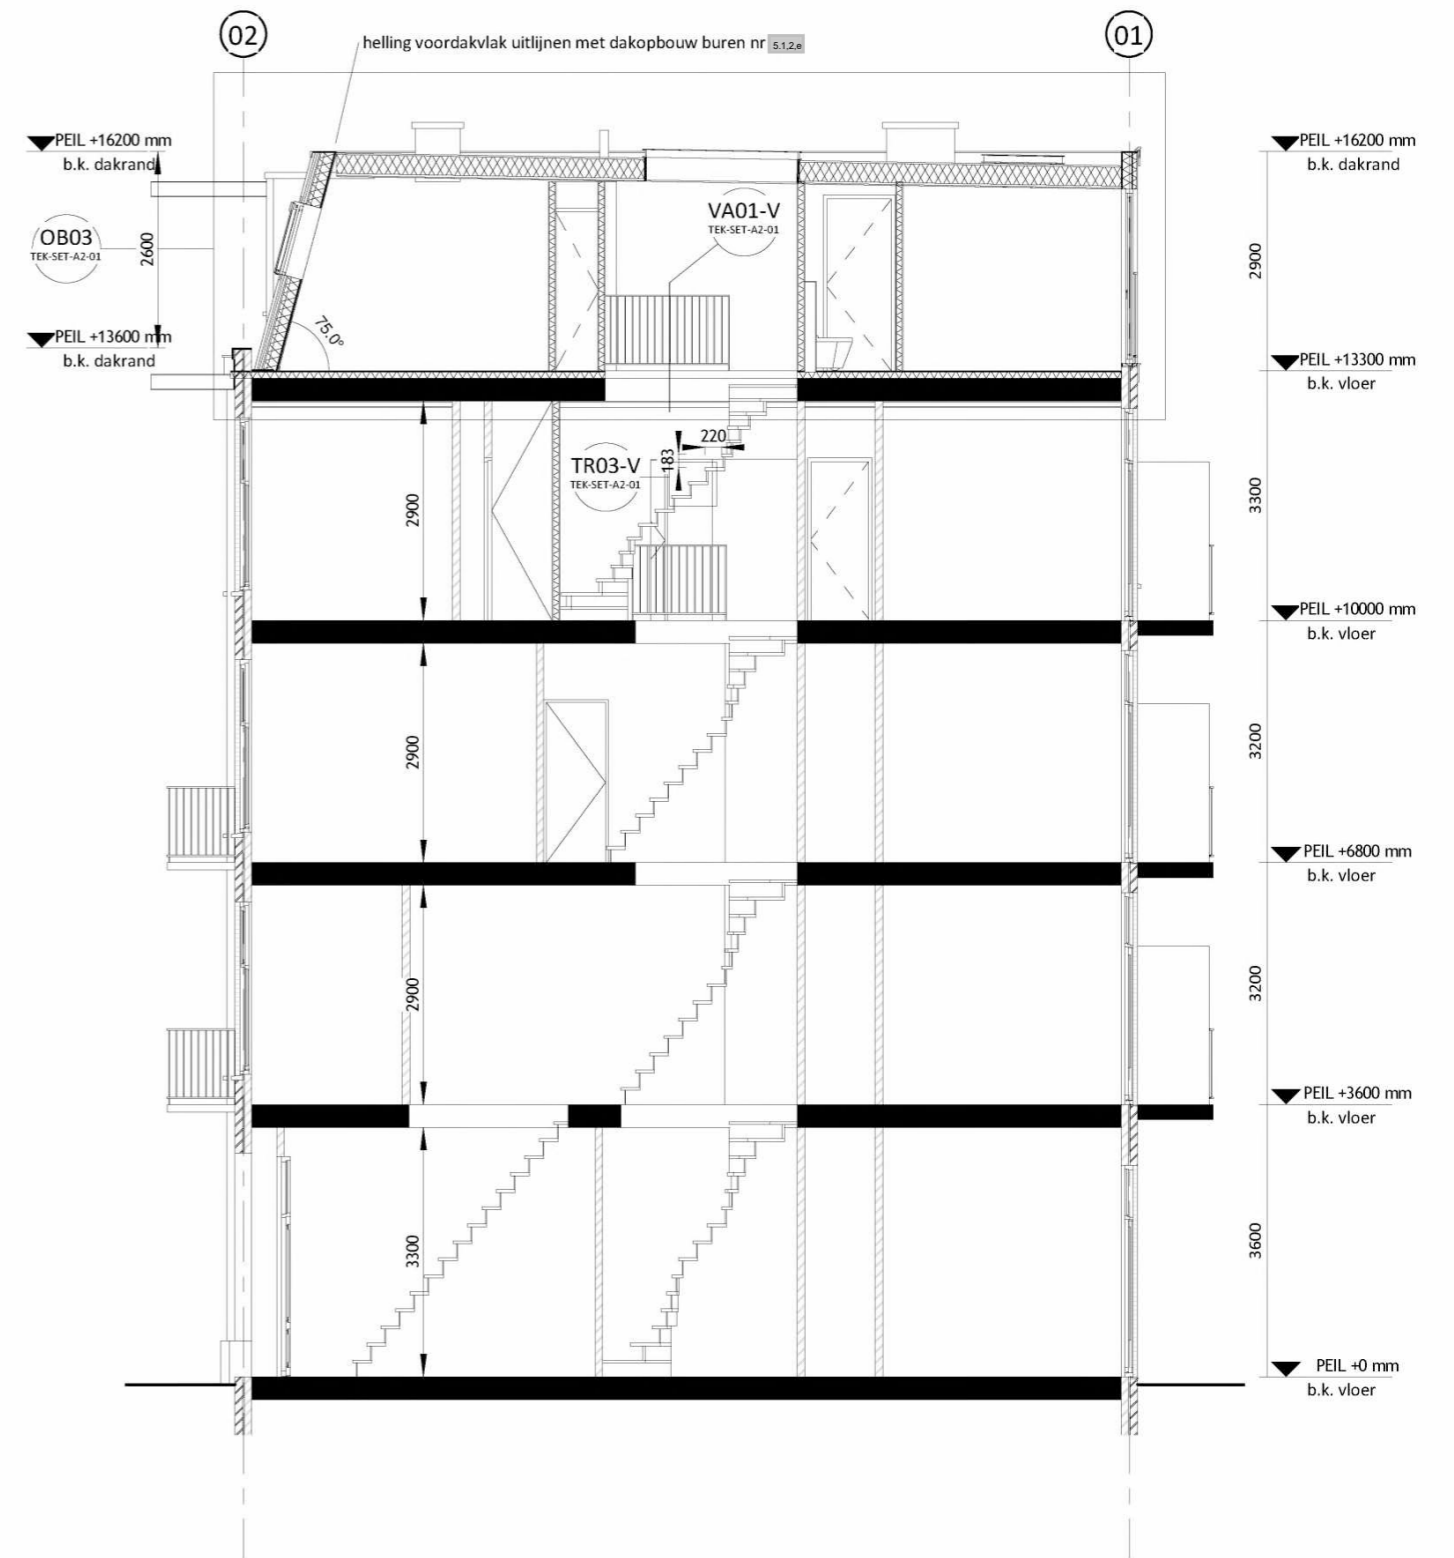 02
01
helling voordakvlak uitlijnen met dakopbouw buren nr 5.1,2,e
PEIL +16200 mm
b.k. dakrand
PEIL +16200 mm
b.k. dakrand
OB03
TEK-SET-A2-01
2600
VA01-V
TEK-SET-A2-01
2900
75.0°
PEIL +13600 mm
b.k. dakrand
PEIL +13300 mm
b.k. vloer
220
183
TR03-V
TEK-SET-A2-01
2900
3300
PEIL +10000 mm
b.k. vloer
2900
3200
PEIL +6800 mm
b.k. vloer
2900
3200
PEIL +3600 mm
b.k. vloer
3300
3600
PEIL +0 mm
b.k. vloer